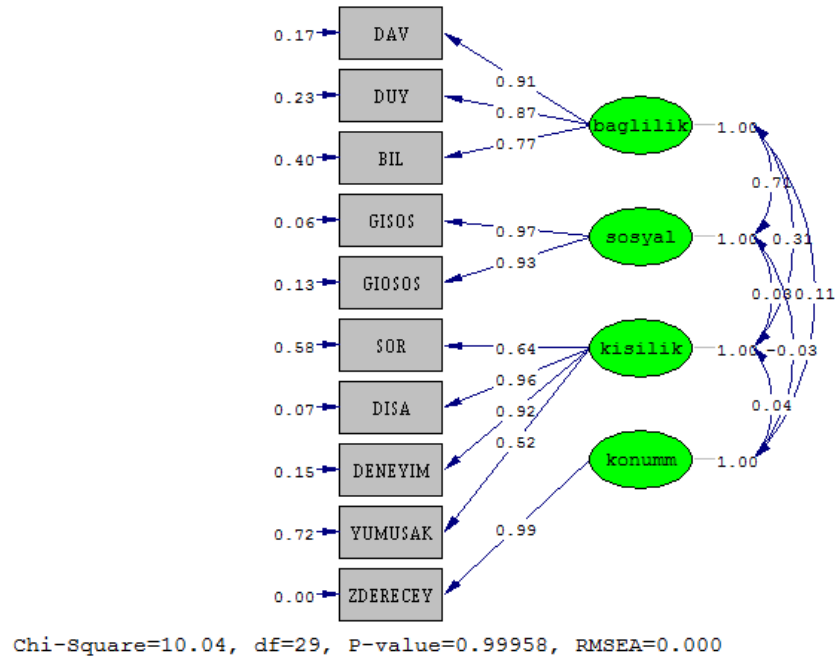 0.17 DAV
0.91
0.23 DUY
0.87
baglilik 1.00
0.77
0.40 BIL
0.71
0.06 GISOS
0.97
sosyal 1.00 0.31
0.93
0.13 GIOSOS
0.03 0.11
0.58 SOR
0.64
kisilik 1.00 -0.03
0.96
0.07 DISA
0.92
0.04
0.52
0.15 DENEYIM
konumm 1.00
0.72 YUMUSAK
0.99
0.00 ZDERECEY
Chi-Square=10.04, df=29, P-value=0.99958, RMSEA=0.000